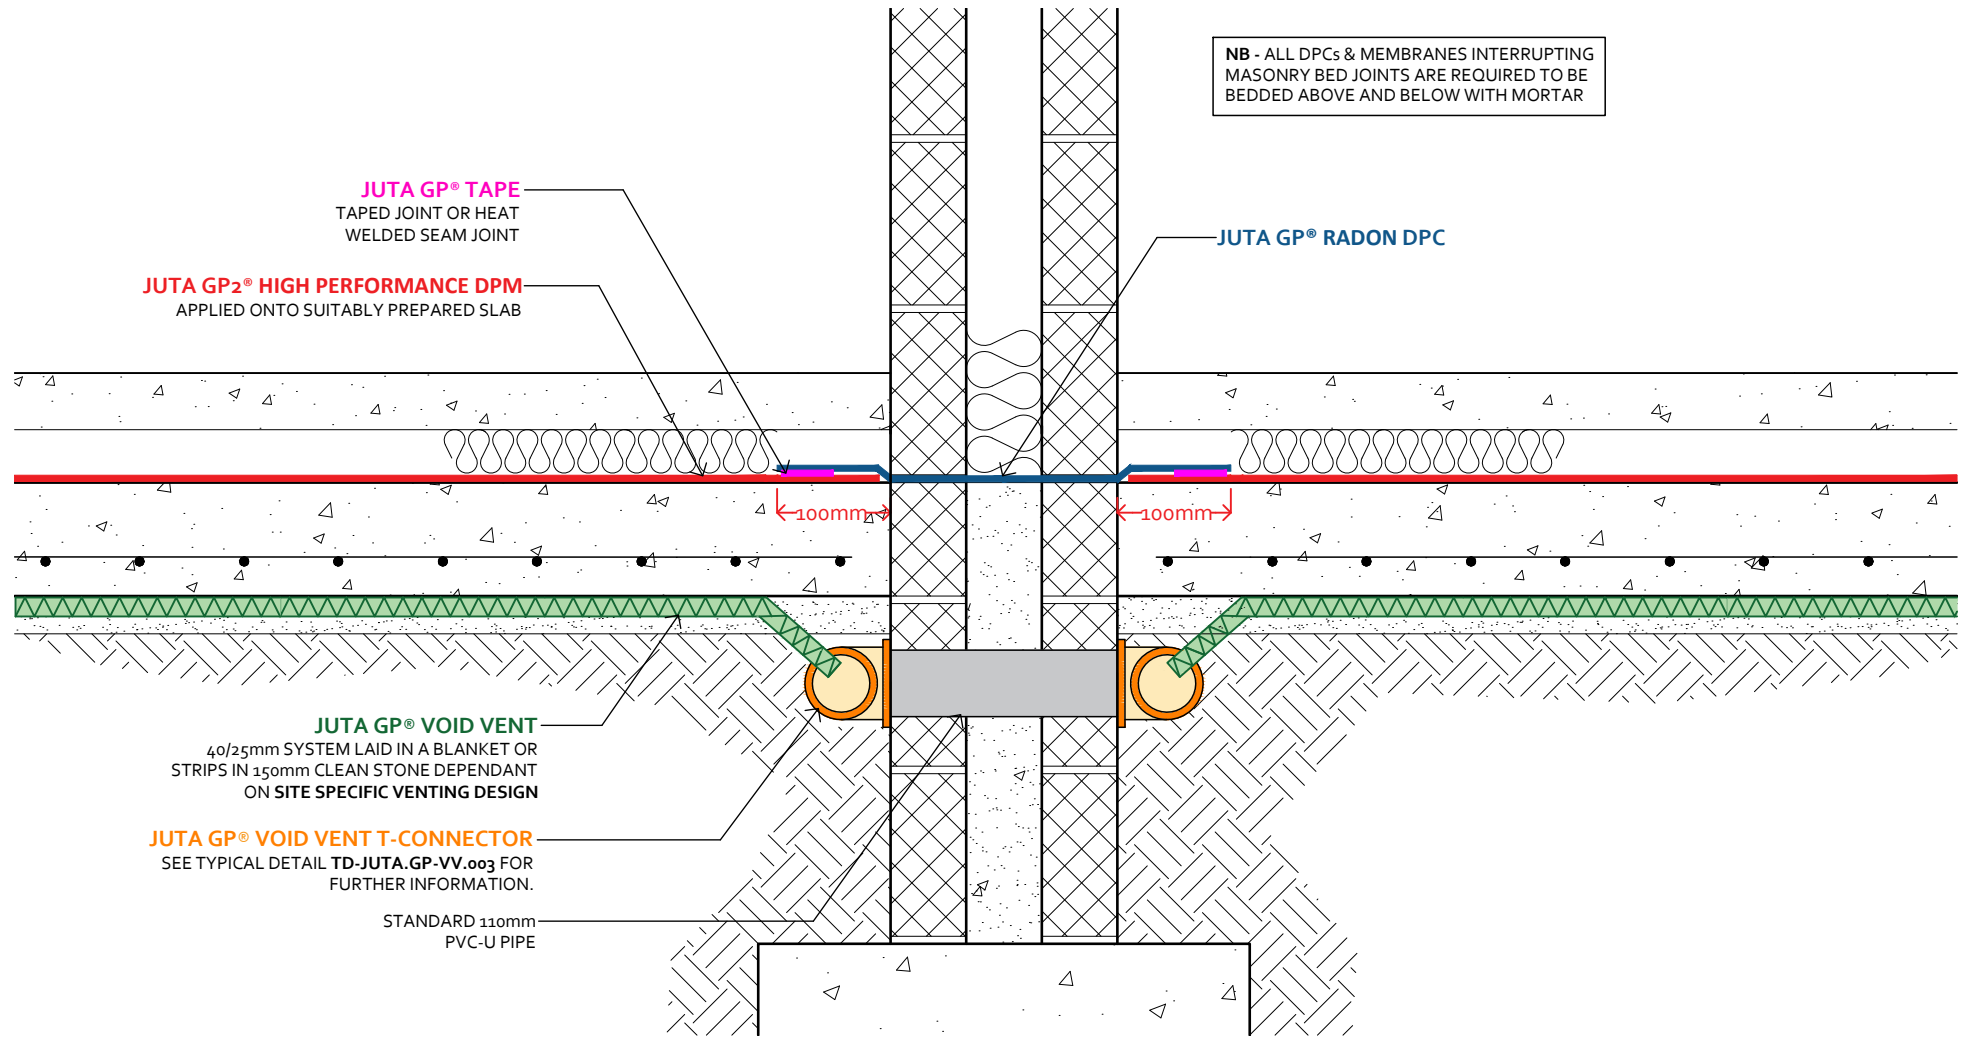 NB - ALL DPCs & MEMBRANES INTERRUPTING
MASONRY BED JOINTS ARE REQUIRED TO BE
BEDDED ABOVE AND BELOW WITH MORTAR
JUTA GP® TAPE
TAPED JOINT OR HEAT
WELDED SEAM JOINT
JUTA GP® RADON DPC
JUTA GP2® HIGH PERFORMANCE DPM
APPLIED ONTO SUITABLY PREPARED SLAB
100mm
100mm
JUTA GP® VOID VENT
40/25mm SYSTEM LAID IN A BLANKET OR
STRIPS IN 150mm CLEAN STONE DEPENDANT
ON SITE SPECIFIC VENTING DESIGN
JUTA GP® VOID VENT T-CONNECTOR
SEE TYPICAL DETAIL TD-JUTA.GP-VV.003 FOR
FURTHER INFORMATION.
STANDARD 110mm
PVC-U PIPE